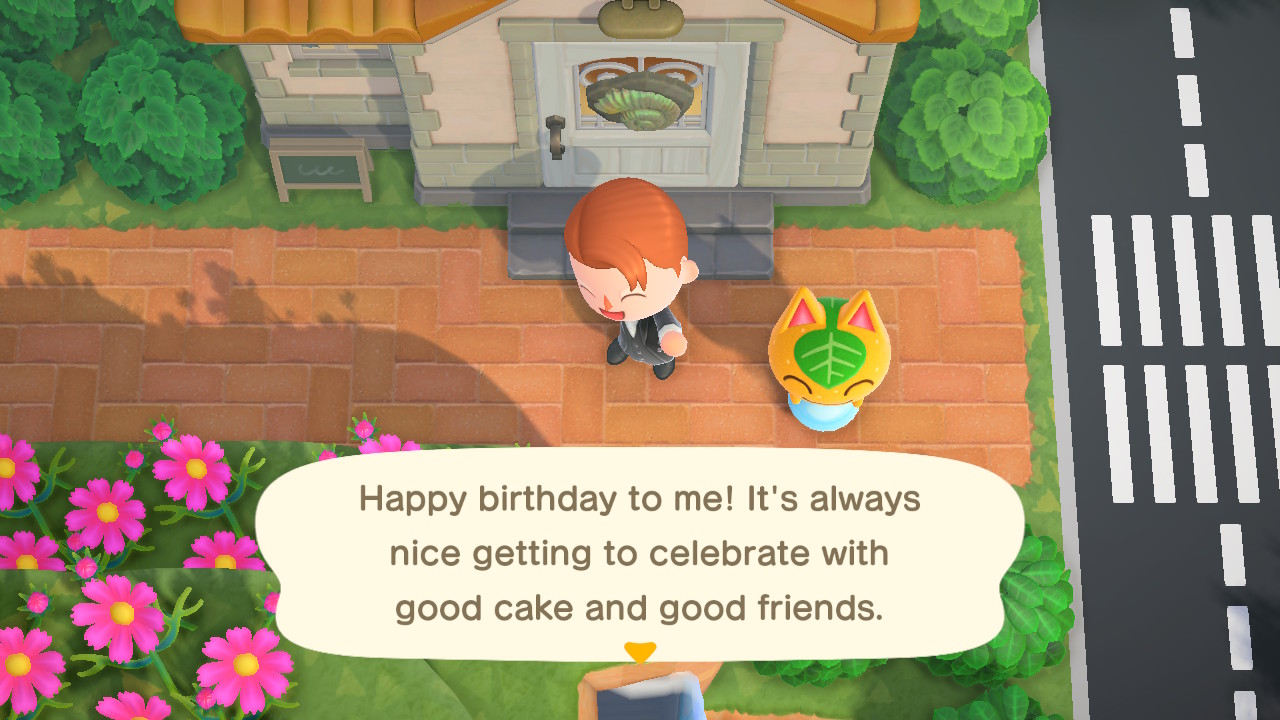 Happy birthday to me! It's always
nice getting to celebrate with
good cake and good friends.